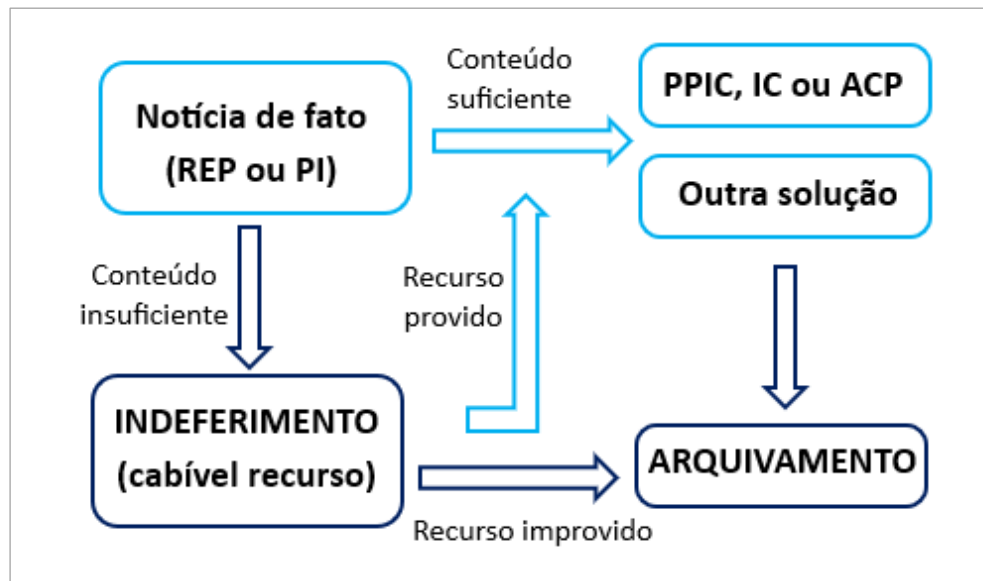 Notícia de fato
(REP ou PI)
Conteúdo
suficiente
PPIC, IC ou ACP
Outra solução
Conteúdo
insuficiente
Recurso
provido
INDEFERIMENTO
(cabível recurso)
ARQUIVAMENTO
Recurso improvido